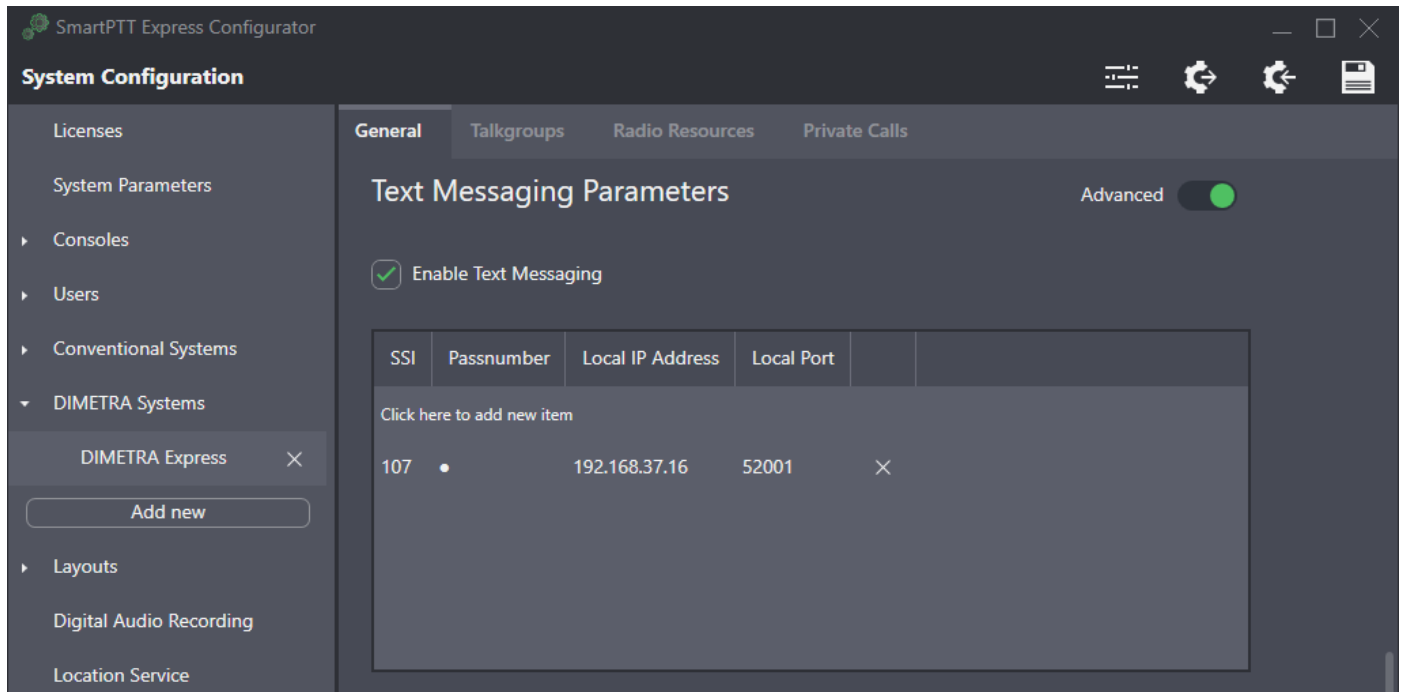 SmartPTT Express Configurator
System Configuration
Licenses
System Parameters
Consoles
Users
Conventional Systems
DIMETRA Systems
DIMETRA Express
Add new
Layouts
Digital Audio Recording
Location Service
General Talkgroups Radio Resources Private Calls
Text Messaging Parameters
Advanced
Enable Text Messaging
SSI Passnumber Local IP Address Local Port
Click here to add new item
107 ● 192.168.37.16 52001